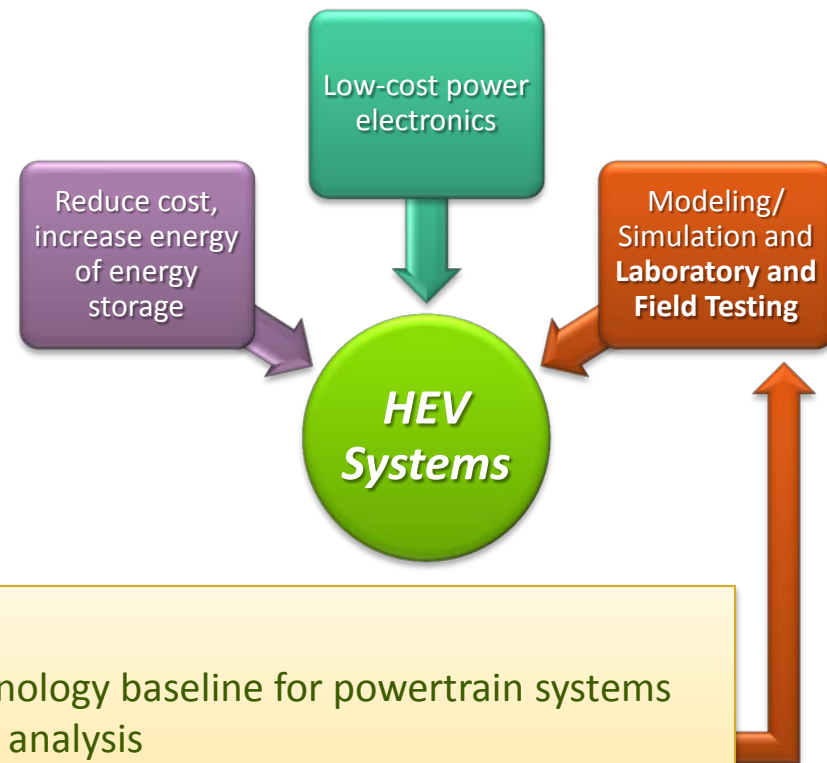 Low-cost power
electronics
Reduce cost,
increase energy
of energy
storage
Modeling/
Simulation and
Laboratory and
Field Testing
HEV
Systems
baseline for powertrain systems
analysis